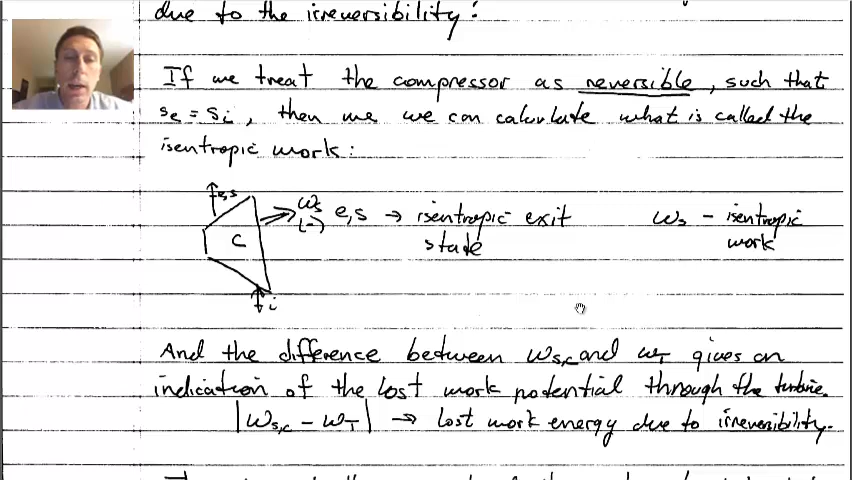 due to the irreversibility?
If we treat the compressor as reversible, such that
se = si, then we we can calculate what is called the
isentropic work:
e,s
ws
(-)
e,s → isentropic exit
state
ws - isentropic
work
C
i
And the difference between ws,c and wT gives an
indication of the lost work potential through the turbine.
|ws,c - wT| → lost work energy due to irreversibility.